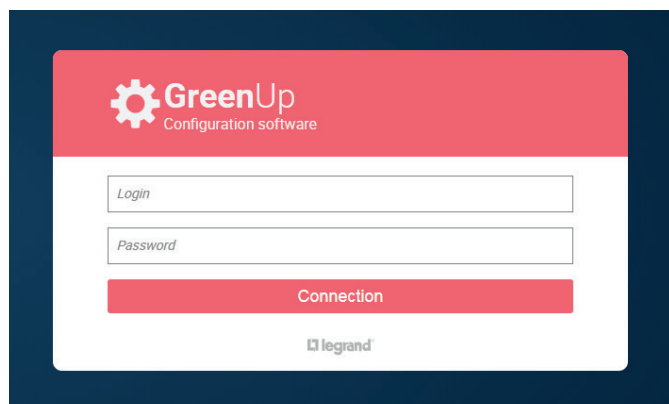 GreenUp
Configuration software
Login
Password
Connection
legrand